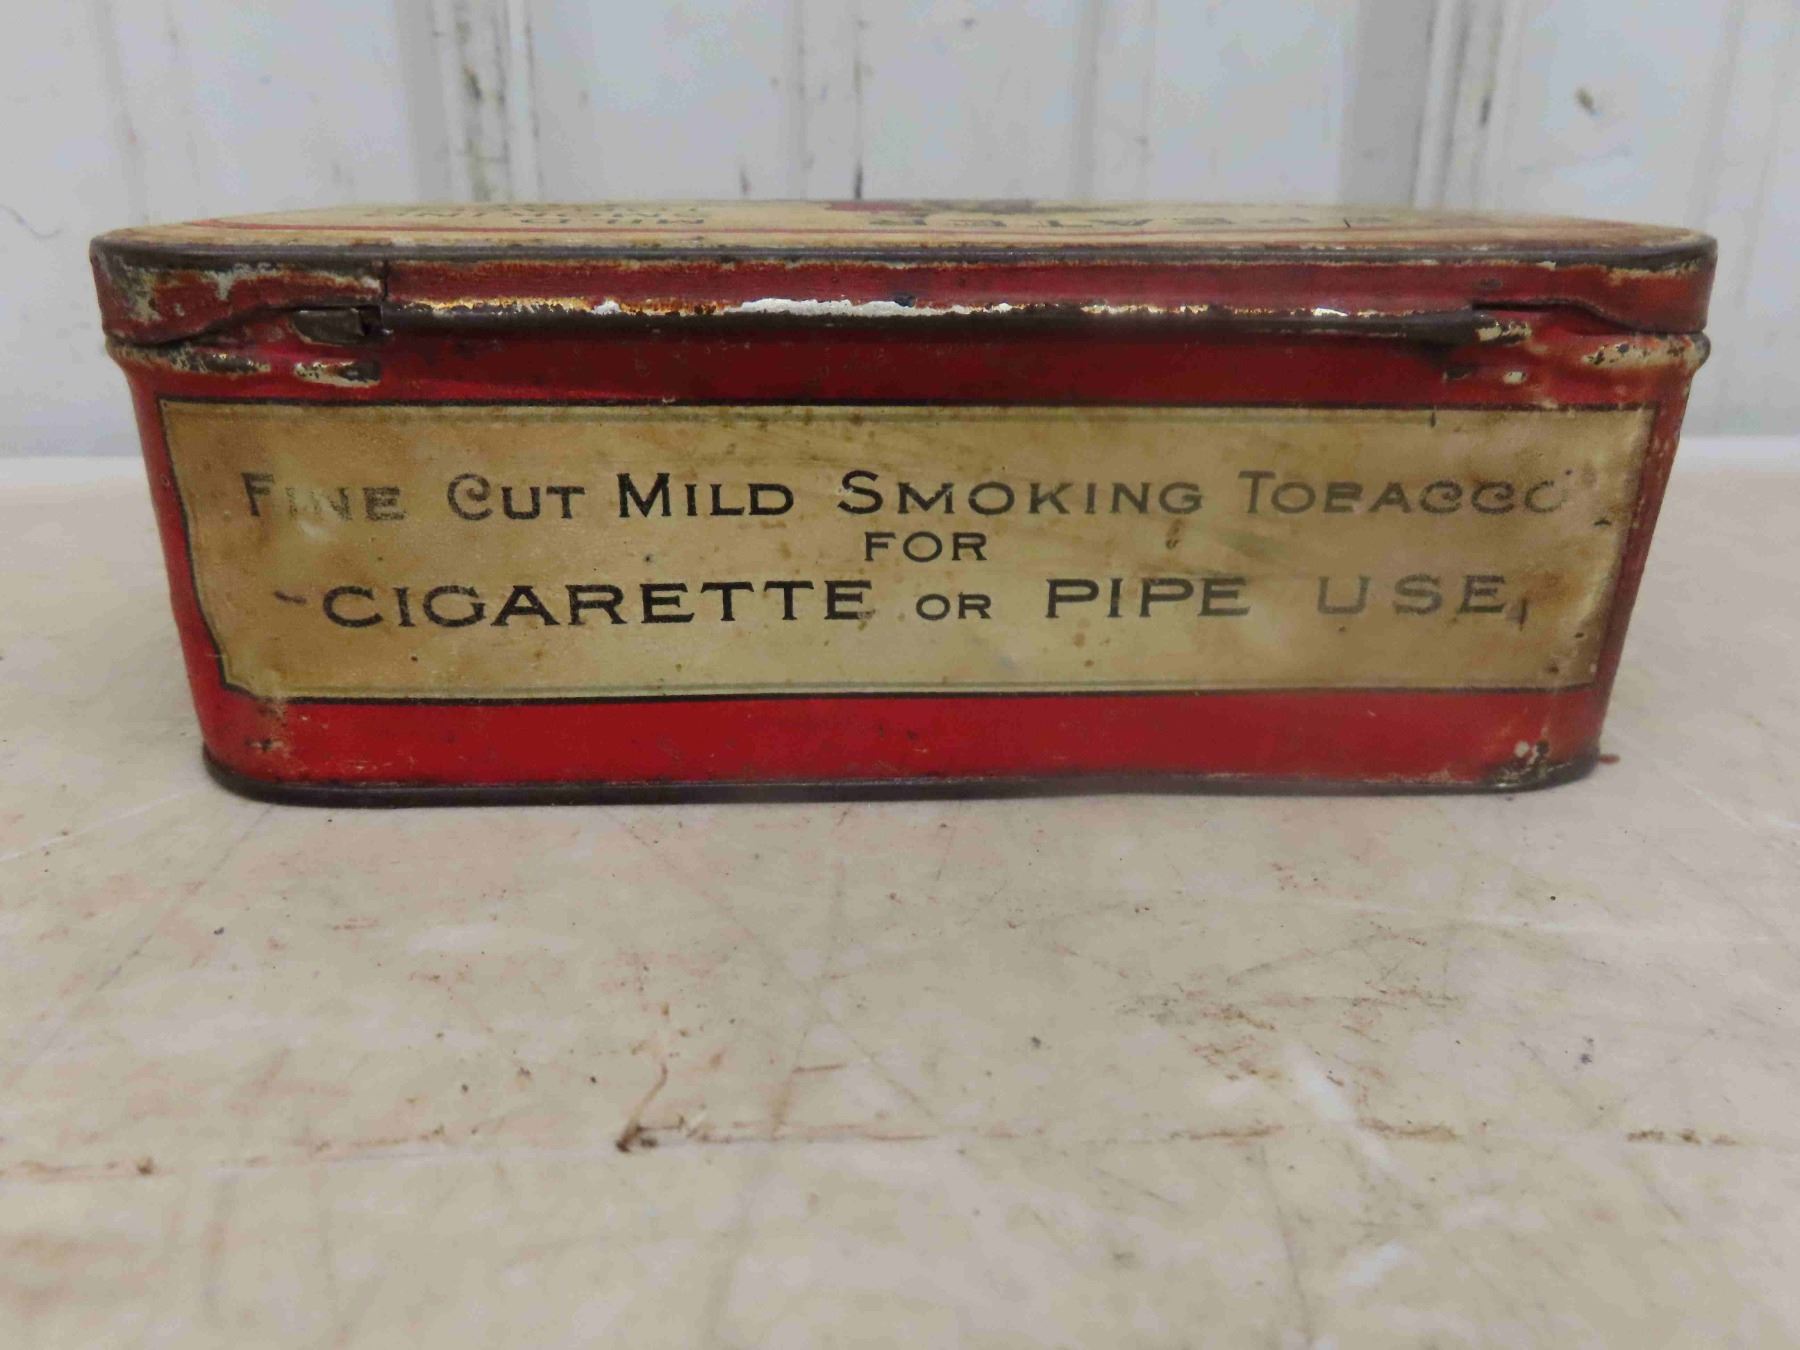 FINE CUT MILD SMOKING TOBACCO
FOR
CIGARETTE OR PIPE USE